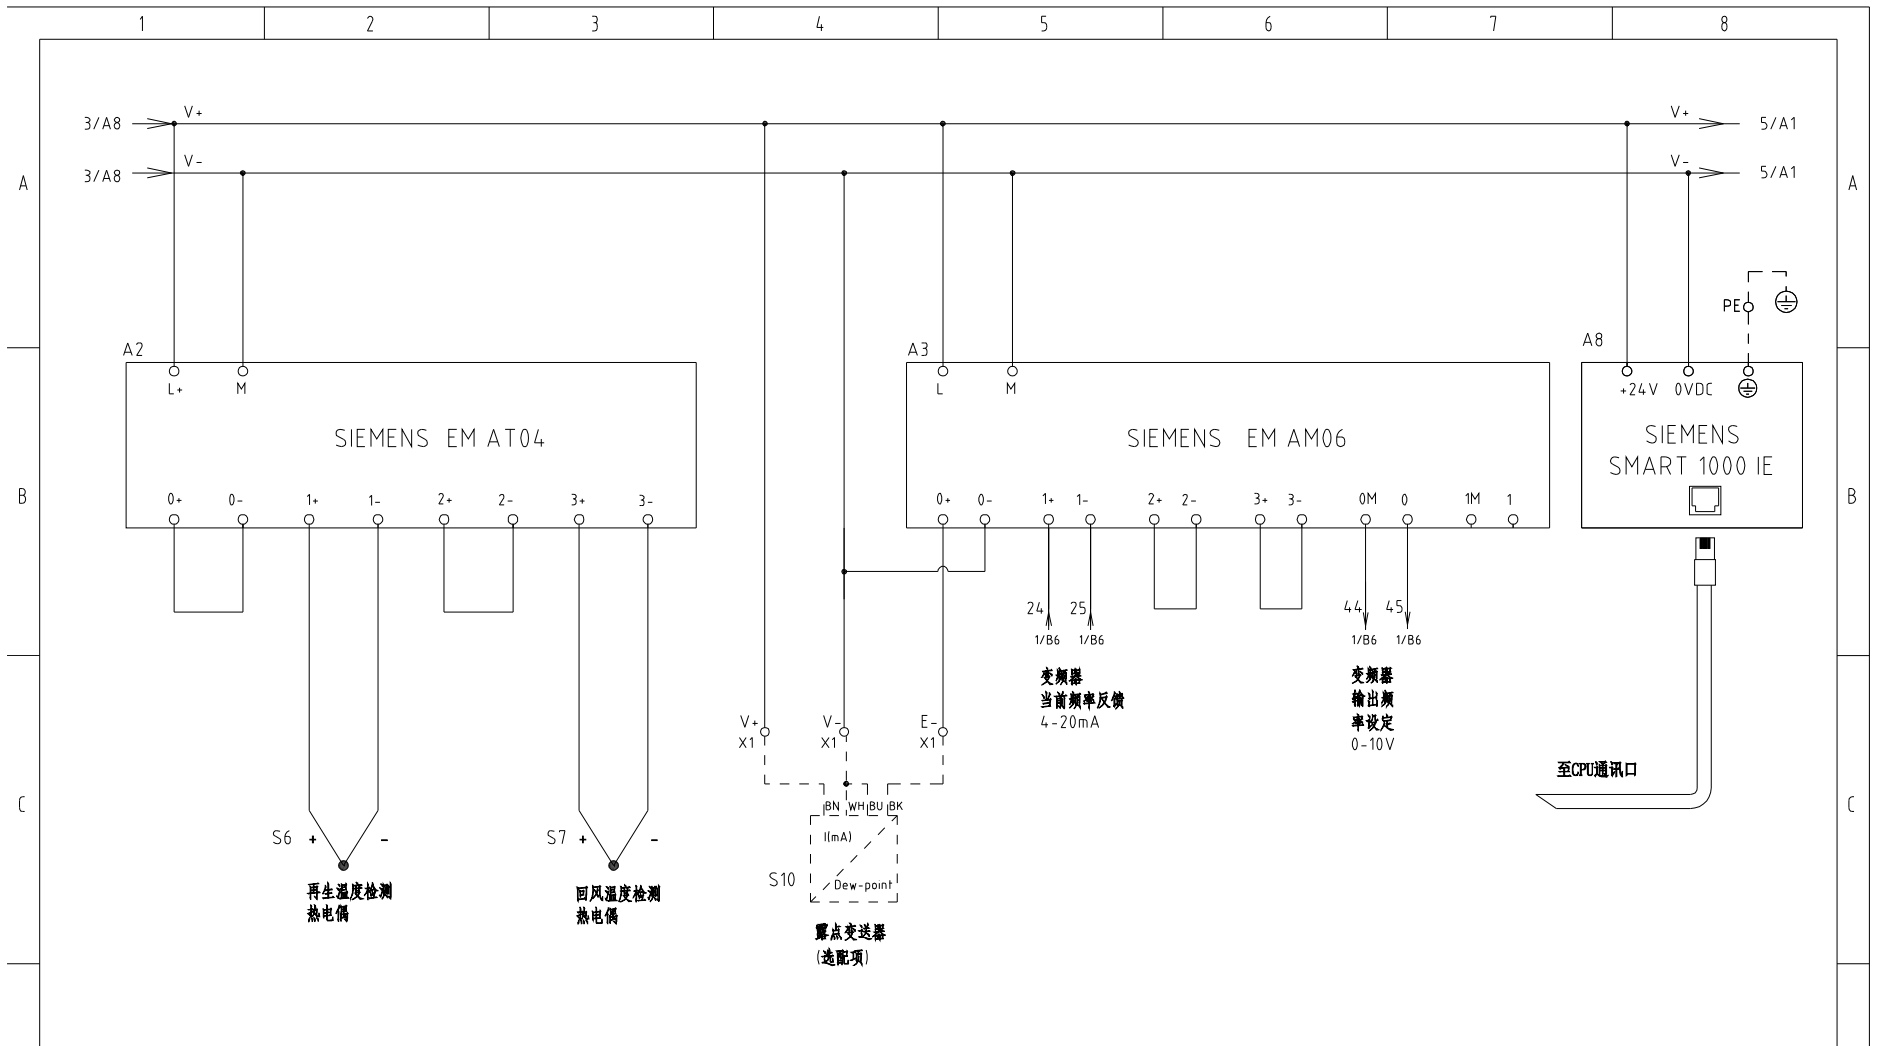 1 2 3 4 5 6 7 8
V+ V+
3/A8 5/A1
V- V-
3/A8 5/A1
A A
PE
A2 A3 A8
L+ M L M +24V 0VDC
SIEMENS EM AT04
SIEMENS EM AM06
SIEMENS
SMART 1000 IE
B B
0+ 0- 1+ 1- 2+ 2- 3+ 3-
0+ 0- 1+ 1- 2+ 2- 3+ 3- 0M 0 1M 1
24 25 44 45
1/B6 1/B6 1/B6 1/B6
变频器
当前频率反馈
4-20mA
变频器
输出频
率设定
0-10V
V+ V- E-
X1 X1 X1
至CPU通讯口
C C
BN WH BU BK
I(mA)
S6 + -
S7 + -
S10
Dew-point
再生温度检测
热电偶
回风温度检测
热电偶
露点变送器
(选配项)